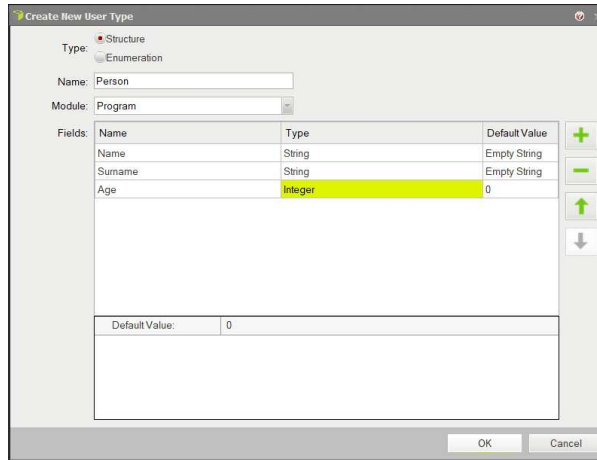 Create New User Type
Type: Structure
Enumeration
Name: Person
Module: Program
Fields: Name Type Default Value
Name String Empty String
Surname String Empty String
Age Integer 0
Default Value: 0
OK Cancel